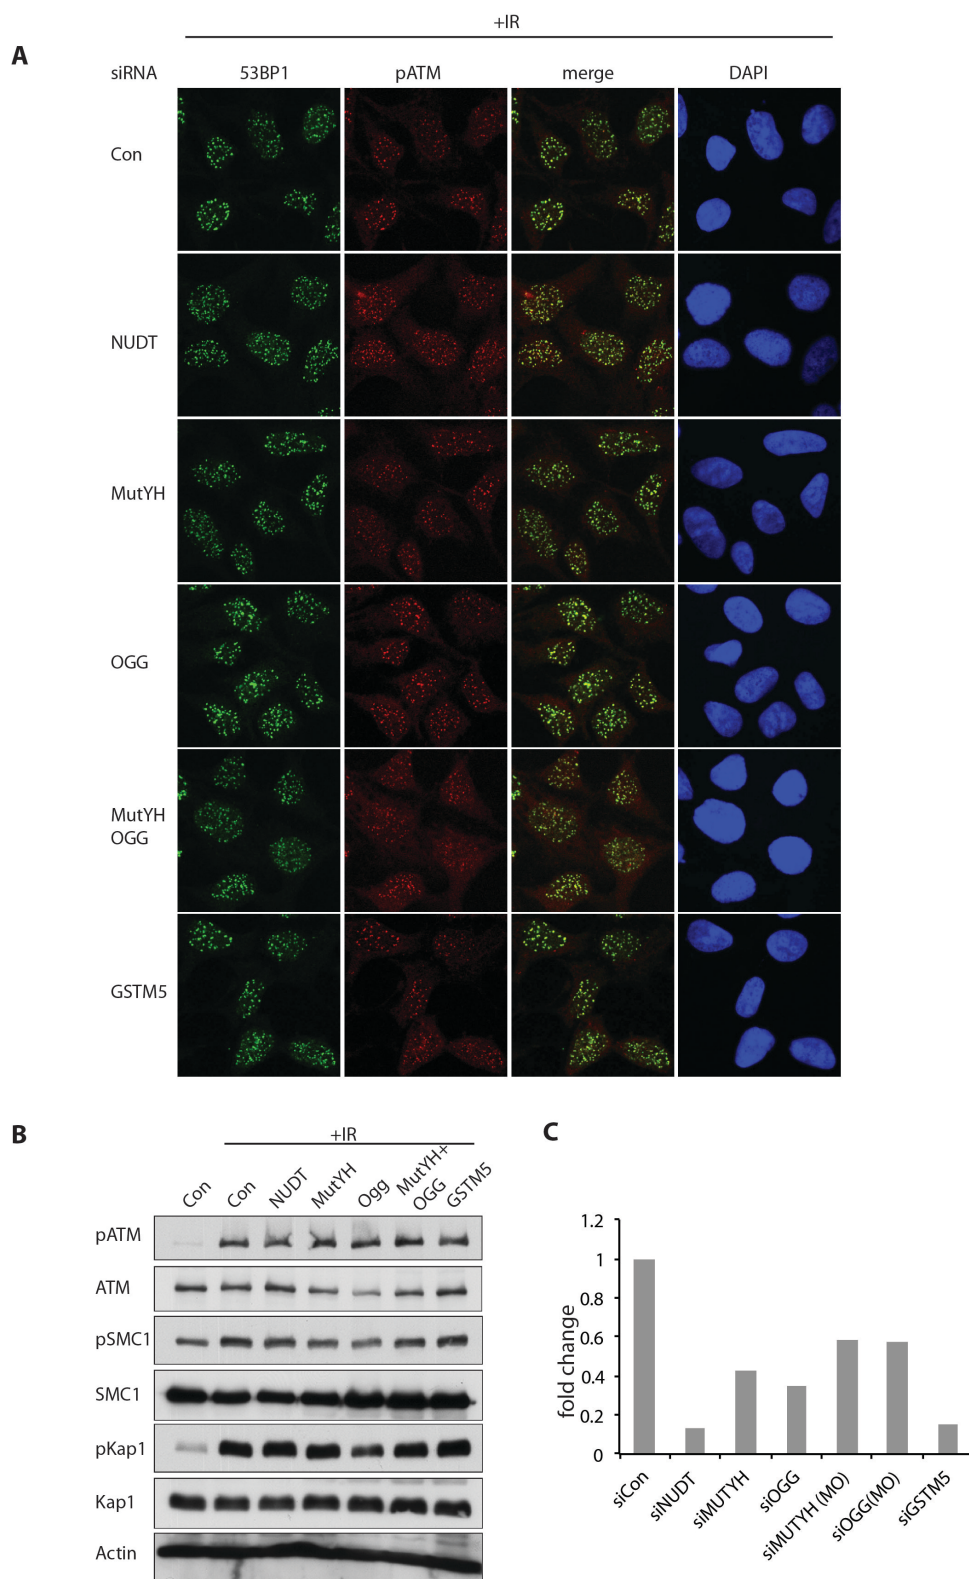 +IR
A
siRNA 53BP1 pATM merge DAPI
Con
NUDT
MutYH
OGG
MutYH
OGG
GSTM5
B
+IR
Con Con NUDT MutYH Ogg MutYH+ OGG GSTM5
pATM
ATM
pSMC1
SMC1
pKap1
Kap1
Actin
C
fold change
1.2
1
0.8
0.6
0.4
0.2
0
siCon siNUDT siMUTYH siOGG siMUTYH (MO) siOGG(MO) siGSTM5